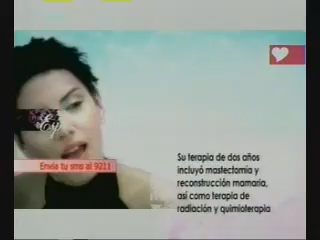 Envia tu sms al 9211
Su terapia de dos años
incluyó mastectomía y
reconstrucción mamaria,
así como terapia de
radiación y quimioterapia